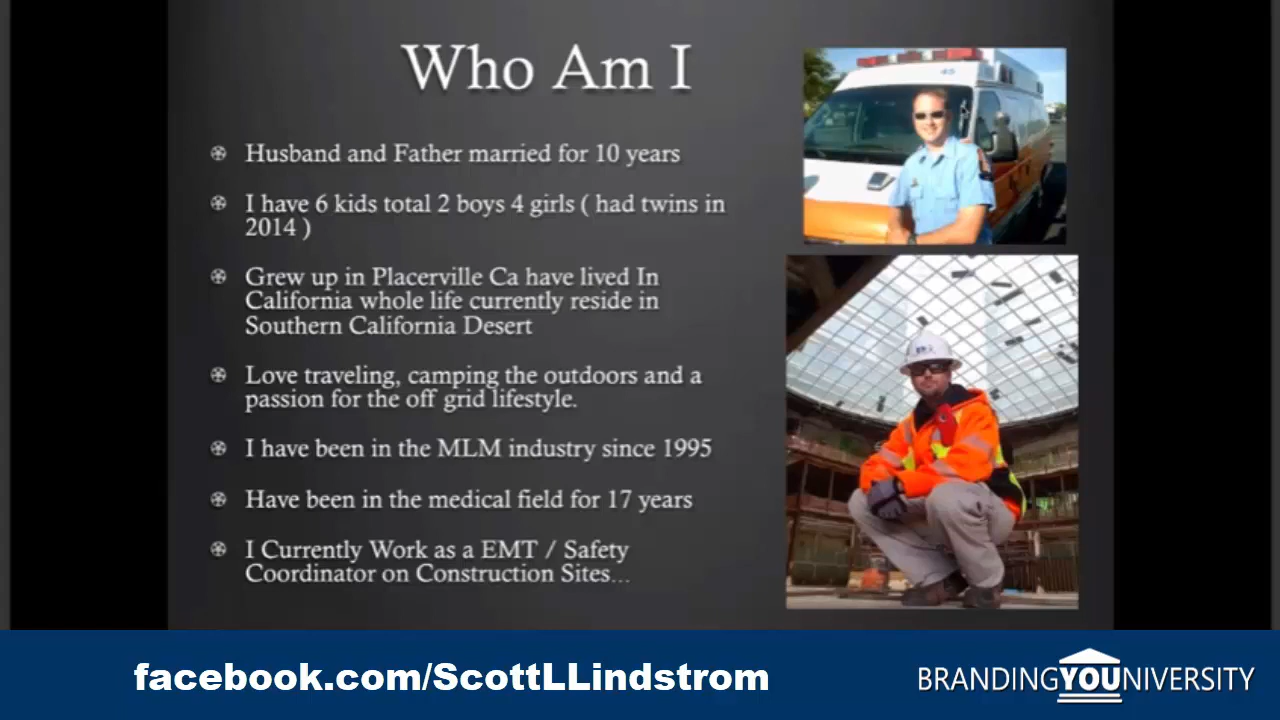 Who Am I
Husband and Father married for 10 years
I have 6 kids total 2 boys 4 girls ( had twins in
2014 )
Grew up in Placerville Ca have lived In
California whole life currently reside in
Southern California Desert
Love traveling, camping the outdoors and a
passion for the off grid lifestyle.
I have been in the MLM industry since 1995
Have been in the medical field for 17 years
I Currently Work as a EMT / Safety
Coordinator on Construction Sites...
45
facebook.com/ScottLLindstrom
BRANDINGYOUNIVERSITY